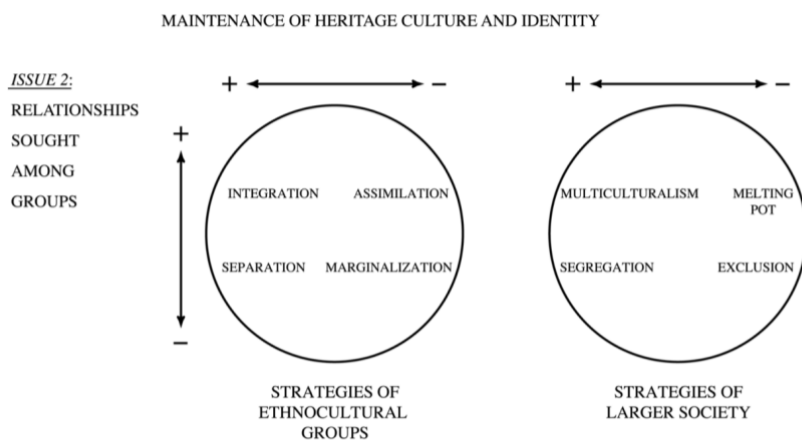 MAINTENANCE OF HERITAGE CULTURE AND IDENTITY
ISSUE 2:
RELATIONSHIPS
SOUGHT
AMONG
GROUPS
+ −
+
−
INTEGRATION ASSIMILATION
SEPARATION MARGINALIZATION
STRATEGIES OF
ETHNOCULTURAL
GROUPS
+ −
MULTICULTURALISM MELTING
POT
SEGREGATION EXCLUSION
STRATEGIES OF
LARGER SOCIETY